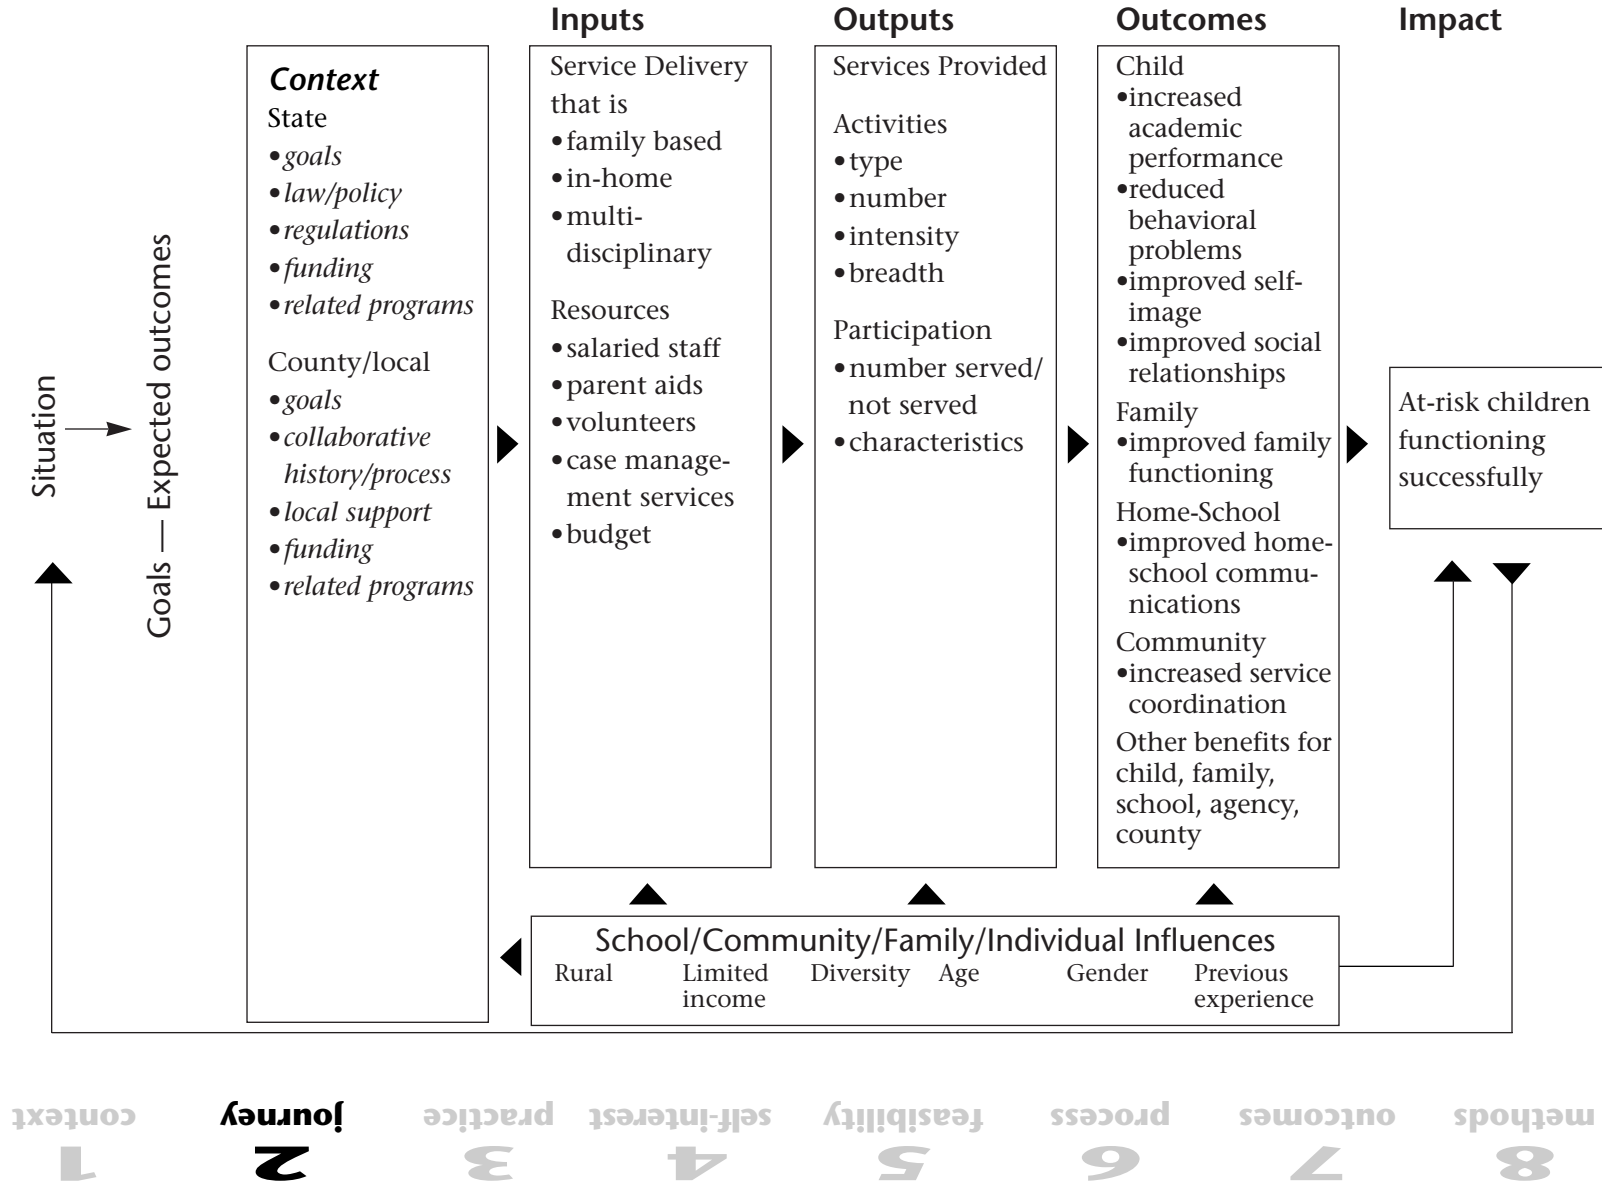 Inputs
Outputs
Outcomes
Impact
Situation
Goals — Expected outcomes
Context
State
•goals
•law/policy
•regulations
•funding
•related programs
County/local
•goals
•collaborative
history/process
•local support
•funding
•related programs
Service Delivery
that is
•family based
•in-home
•multi-
disciplinary
Resources
•salaried staff
•parent aids
•volunteers
•case manage-
ment services
•budget
Services Provided
Activities
•type
•number
•intensity
•breadth
Participation
•number served/
not served
•characteristics
Child
•increased
academic
performance
•reduced
behavioral
problems
•improved self-
image
•improved social
relationships
Family
•improved family
functioning
Home-School
•improved home-
school commu-
nications
Community
•increased service
coordination
Other benefits for
child, family,
school, agency,
county
At-risk children
functioning
successfully
School/Community/Family/Individual Influences
Rural
Limited
income
Diversity
Age
Gender
Previous
experience
1
context
2
journey
3
practice
4
self-interest
5
feasibility
6
process
7
outcomes
8
methods